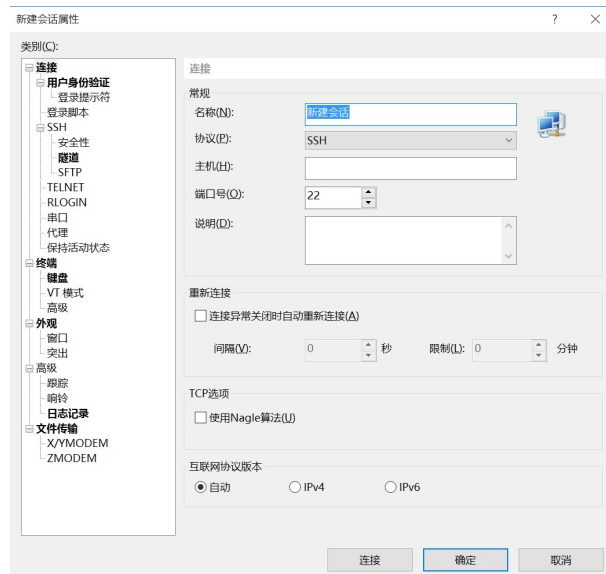 新建会话属性
?
类别(C):
连接
用户身份验证
登录提示符
登录脚本
SSH
安全性
隧道
SFTP
TELNET
RLOGIN
串口
代理
保持活动状态
终端
键盘
VT 模式
高级
外观
窗口
突出
高级
跟踪
响铃
日志记录
文件传输
X/YMODEM
ZMODEM
连接
常规
名称(N): 新建会话
协议(P): SSH
主机(H):
端口号(O): 22
说明(D):
重新连接
连接异常关闭时自动重新连接(A)
间隔(V): 0 秒 限制(L): 0 分钟
TCP选项
使用Nagle算法(U)
互联网协议版本
自动 IPv4 IPv6
连接 确定 取消